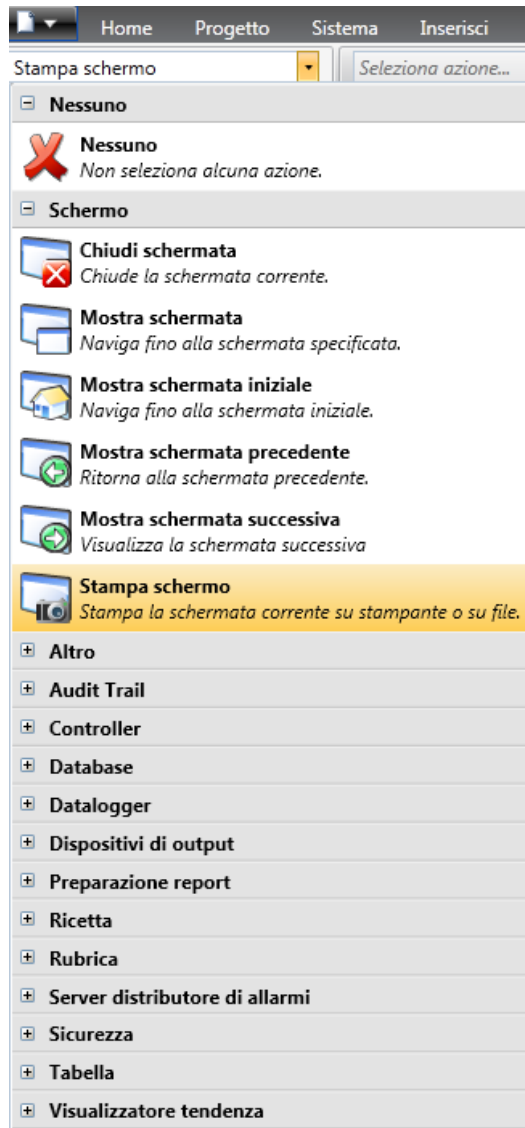 Home Progetto Sistema Inserisci
Stampa schermo Seleziona azione...
Nessuno
Nessuno
Non seleziona alcuna azione.
Schermo
Chiudi schermata
Chiude la schermata corrente.
Mostra schermata
Naviga fino alla schermata specificata.
Mostra schermata iniziale
Naviga fino alla schermata iniziale.
Mostra schermata precedente
Ritorna alla schermata precedente.
Mostra schermata successiva
Visualizza la schermata successiva
Stampa schermo
Stampa la schermata corrente su stampante o su file.
Altro
Audit Trail
Controller
Database
Datalogger
Dispositivi di output
Preparazione report
Ricetta
Rubrica
Server distributore di allarmi
Sicurezza
Tabella
Visualizzatore tendenza